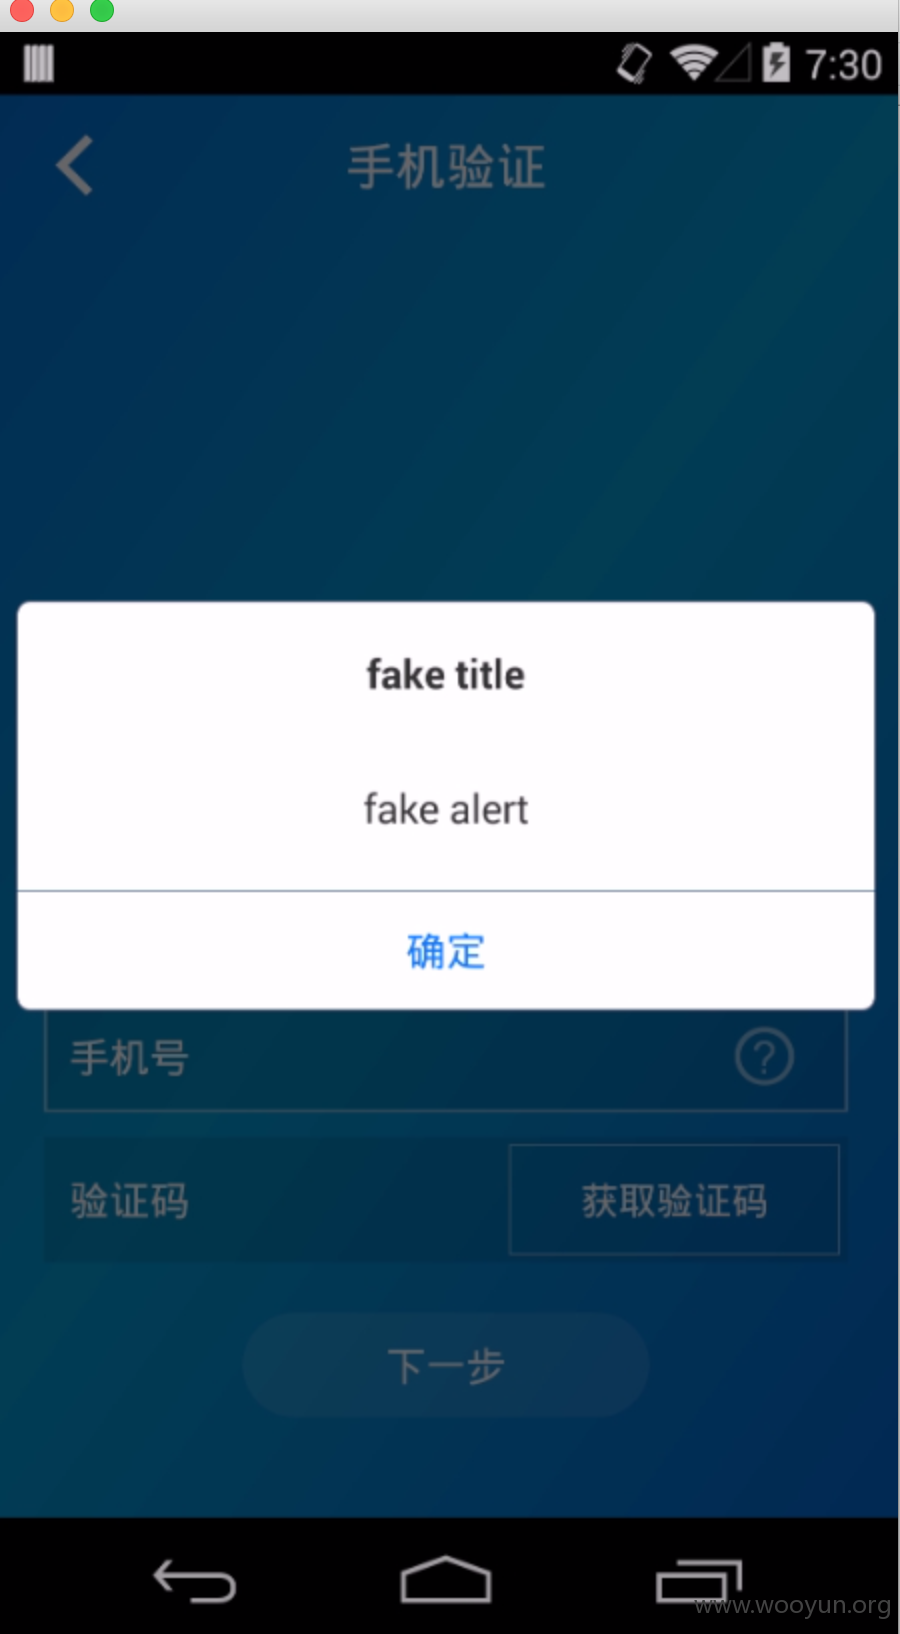 7:30
手机验证
fake title
fake alert
确定
手机号
验证码
获取验证码
下一步
www.wooyun.org